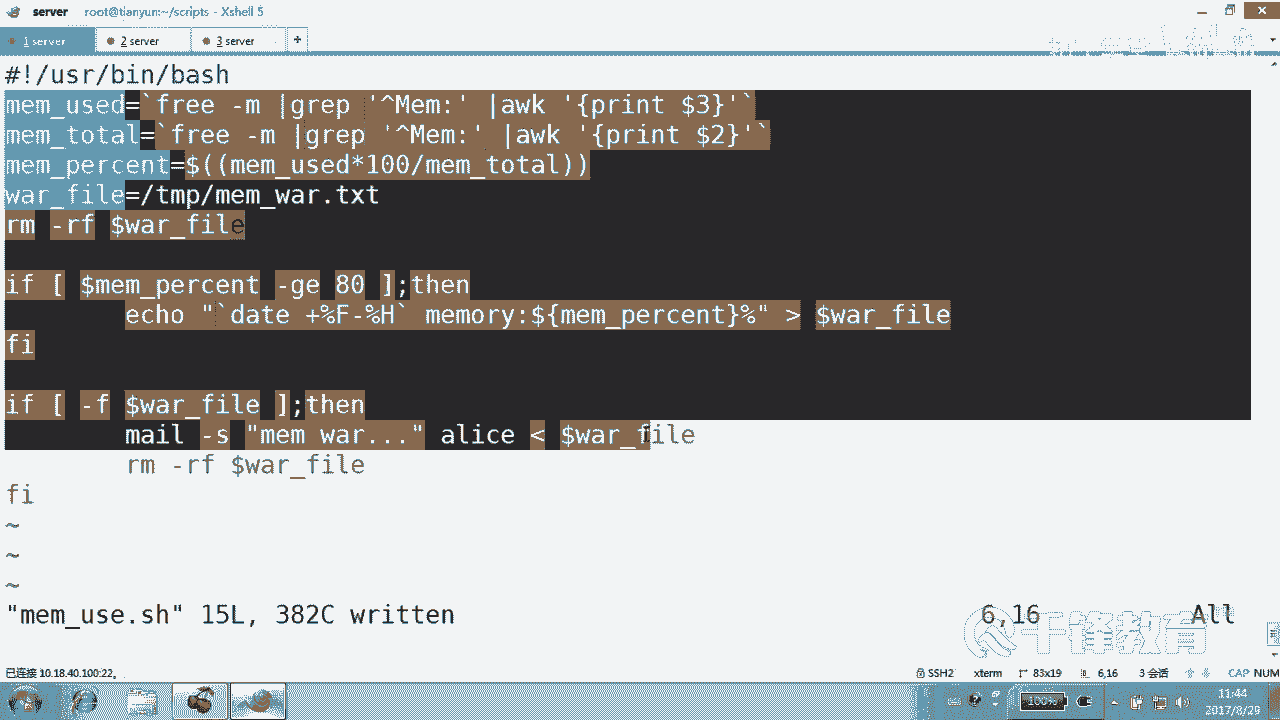 server root@tianyun:~/scripts - Xshell 5
1 server 2 server 3 server +
#!/usr/bin/bash
mem_used=`free -m |grep '^Mem:' |awk '{print $3}'`
mem_total=`free -m |grep '^Mem:' |awk '{print $2}'`
mem_percent=$((mem_used*100/mem_total))
war_file=/tmp/mem_war.txt
rm -rf $war_file
if [ $mem_percent -ge 80 ];then
echo "`date +%F-%H` memory:${mem_percent}%" > $war_file
fi
if [ -f $war_file ];then
mail -s "mem war..." alice < $war_file
rm -rf $war_file
fi
~
~
~
"mem_use.sh" 15L, 382C written 6,16 All
千锋教育
已连接 10.18.40.100:22。 SSH2 xterm 83x19 6,16 3 会话 CAP NUM
100% 11:44
2017/8/29